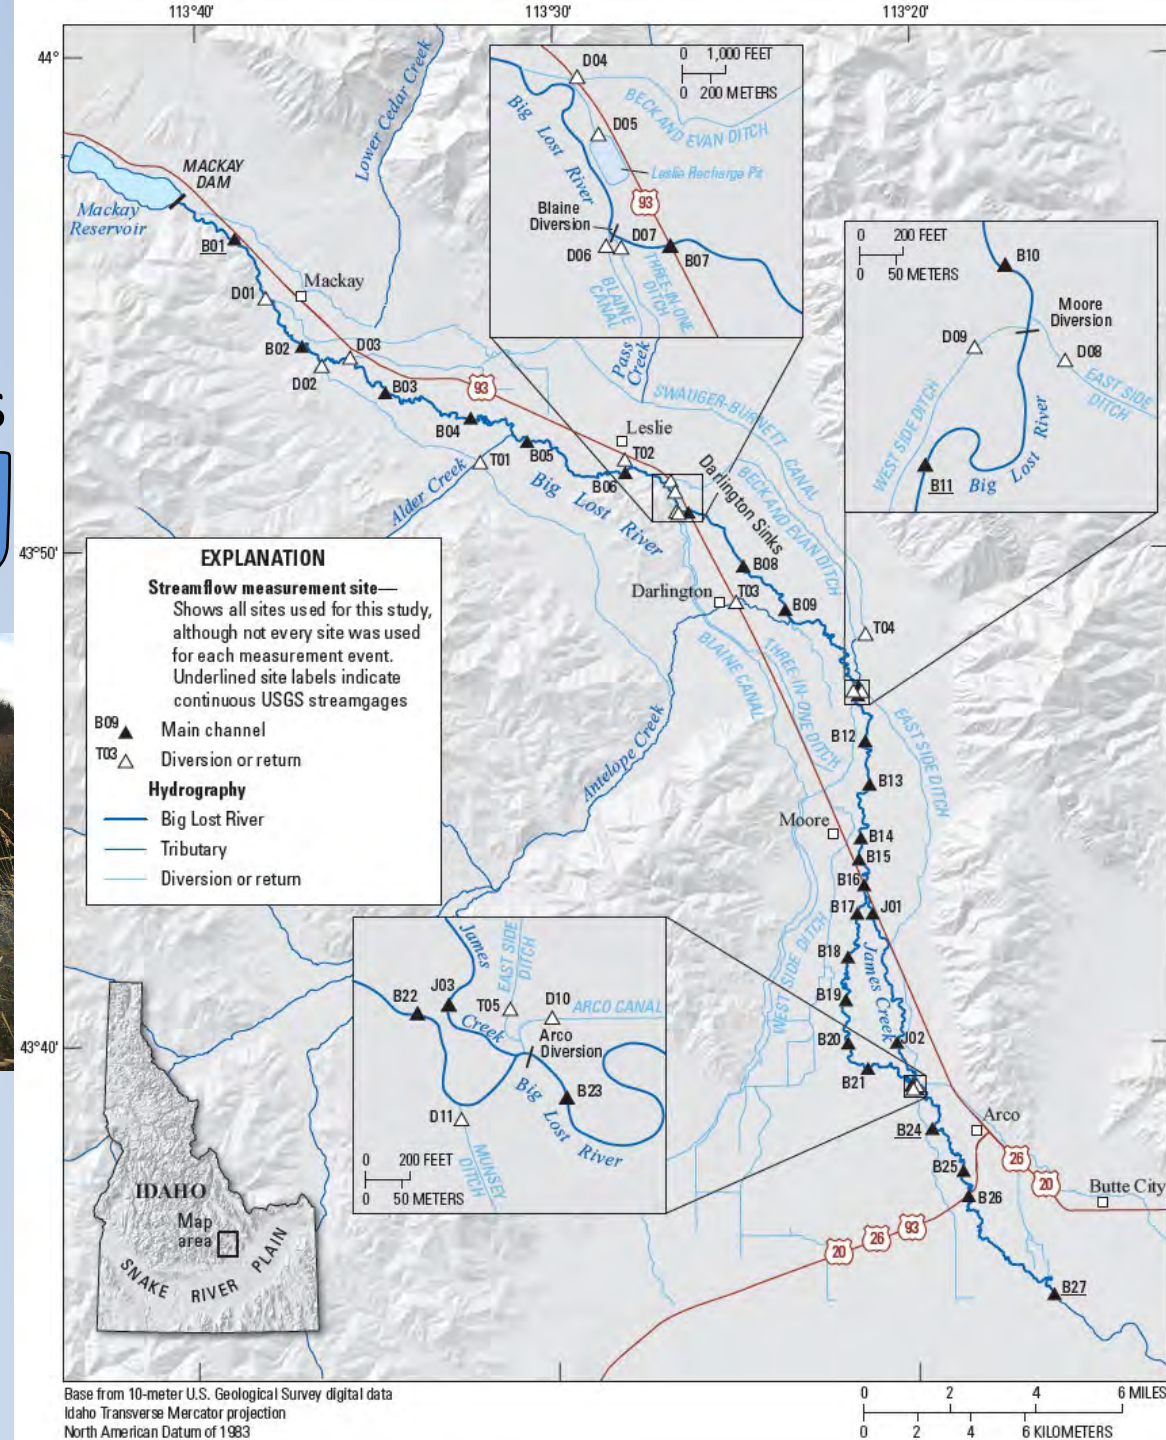 113°40'
113°30'
113°20'
44°
43°50'
43°40'
S
Lower Cedar Creek
MACKAY
DAM
Mackay
Reservoir
B01
Mackay
D01
B02
D02
D03
B03
93
B04
B05
T01
Alder Creek
Big Lost River
Leslie
T02
B06
Pass
Creek
SWAUGER-BURNETT CANAL
BECK AND EVAN DITCH
Darlington Sinks
B08
Darlington
T03
B09
T04
BLAINE CANAL
THREE-IN-ONE DITCH
Antelope Creek
EAST SIDE DITCH
B12
B13
Moore
B14
B15
B16
B17
J01
B18
WEST SIDE DITCH
James Creek
B19
B20
J02
B21
B24
Arco
B25
26
20
B26
Butte City
20
26
93
B27
D04
0 1,000 FEET
0 200 METERS
BECK AND
EVAN DITCH
Big Lost River
D05
Leslie Recharge Pit
93
Blaine
Diversion
D07
D06
B07
BLAINE
CANAL
THREE-IN-ONE
DITCH
0 200 FEET
0 50 METERS
B10
Moore
Diversion
D09
D08
EAST SIDE
DITCH
WEST SIDE DITCH
B11
Big Lost River
EXPLANATION
Streamflow measurement site—
Shows all sites used for this study,
although not every site was used
for each measurement event.
Underlined site labels indicate
continuous USGS streamgages
B09 Main channel
T03 Diversion or return
Hydrography
Big Lost River
Tributary
Diversion or return
James
Creek
EAST SIDE
DITCH
B22
J03
T05
D10
ARCO CANAL
Arco
Diversion
B23
Big Lost River
D11
MUNSEY
DITCH
0 200 FEET
0 50 METERS
IDAHO
Map
area
SNAKE RIVER PLAIN
Base from 10-meter U.S. Geological Survey digital data
Idaho Transverse Mercator projection
North American Datum of 1983
0 2 4 6 MILES
0 2 4 6 KILOMETERS